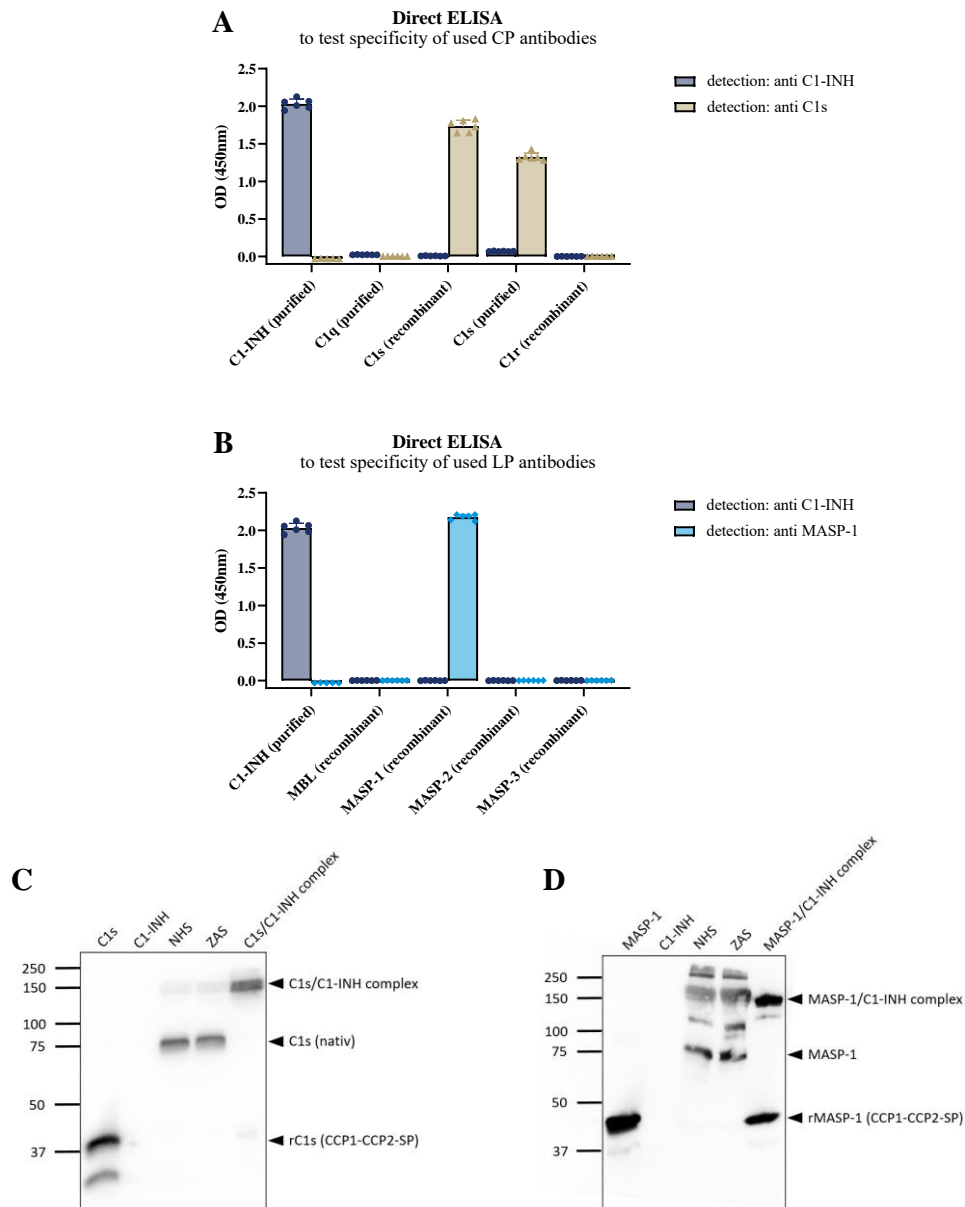 A
Direct ELISA
to test specificity of used CP antibodies
detection: anti C1-INH
detection: anti C1s
OD (450nm)
2.5
2.0
1.5
1.0
0.5
0.0
C1-INH (purified)
C1q (purified)
C1s (recombinant)
C1s (purified)
C1r (recombinant)
B
Direct ELISA
to test specificity of used LP antibodies
detection: anti C1-INH
detection: anti MASP-1
OD (450nm)
2.5
2.0
1.5
1.0
0.5
0.0
C1-INH (purified)
MBL (recombinant)
MASP-1 (recombinant)
MASP-2 (recombinant)
MASP-3 (recombinant)
C
C1s
C1-INH
NHS
ZAS
C1s/C1-INH complex
250
150
100
75
50
37
C1s/C1-INH complex
C1s (nativ)
rC1s (CCP1-CCP2-SP)
D
MASP-1
C1-INH
NHS
ZAS
MASP-1/C1-INH complex
250
150
100
75
50
37
MASP-1/C1-INH complex
MASP-1
rMASP-1 (CCP1-CCP2-SP)